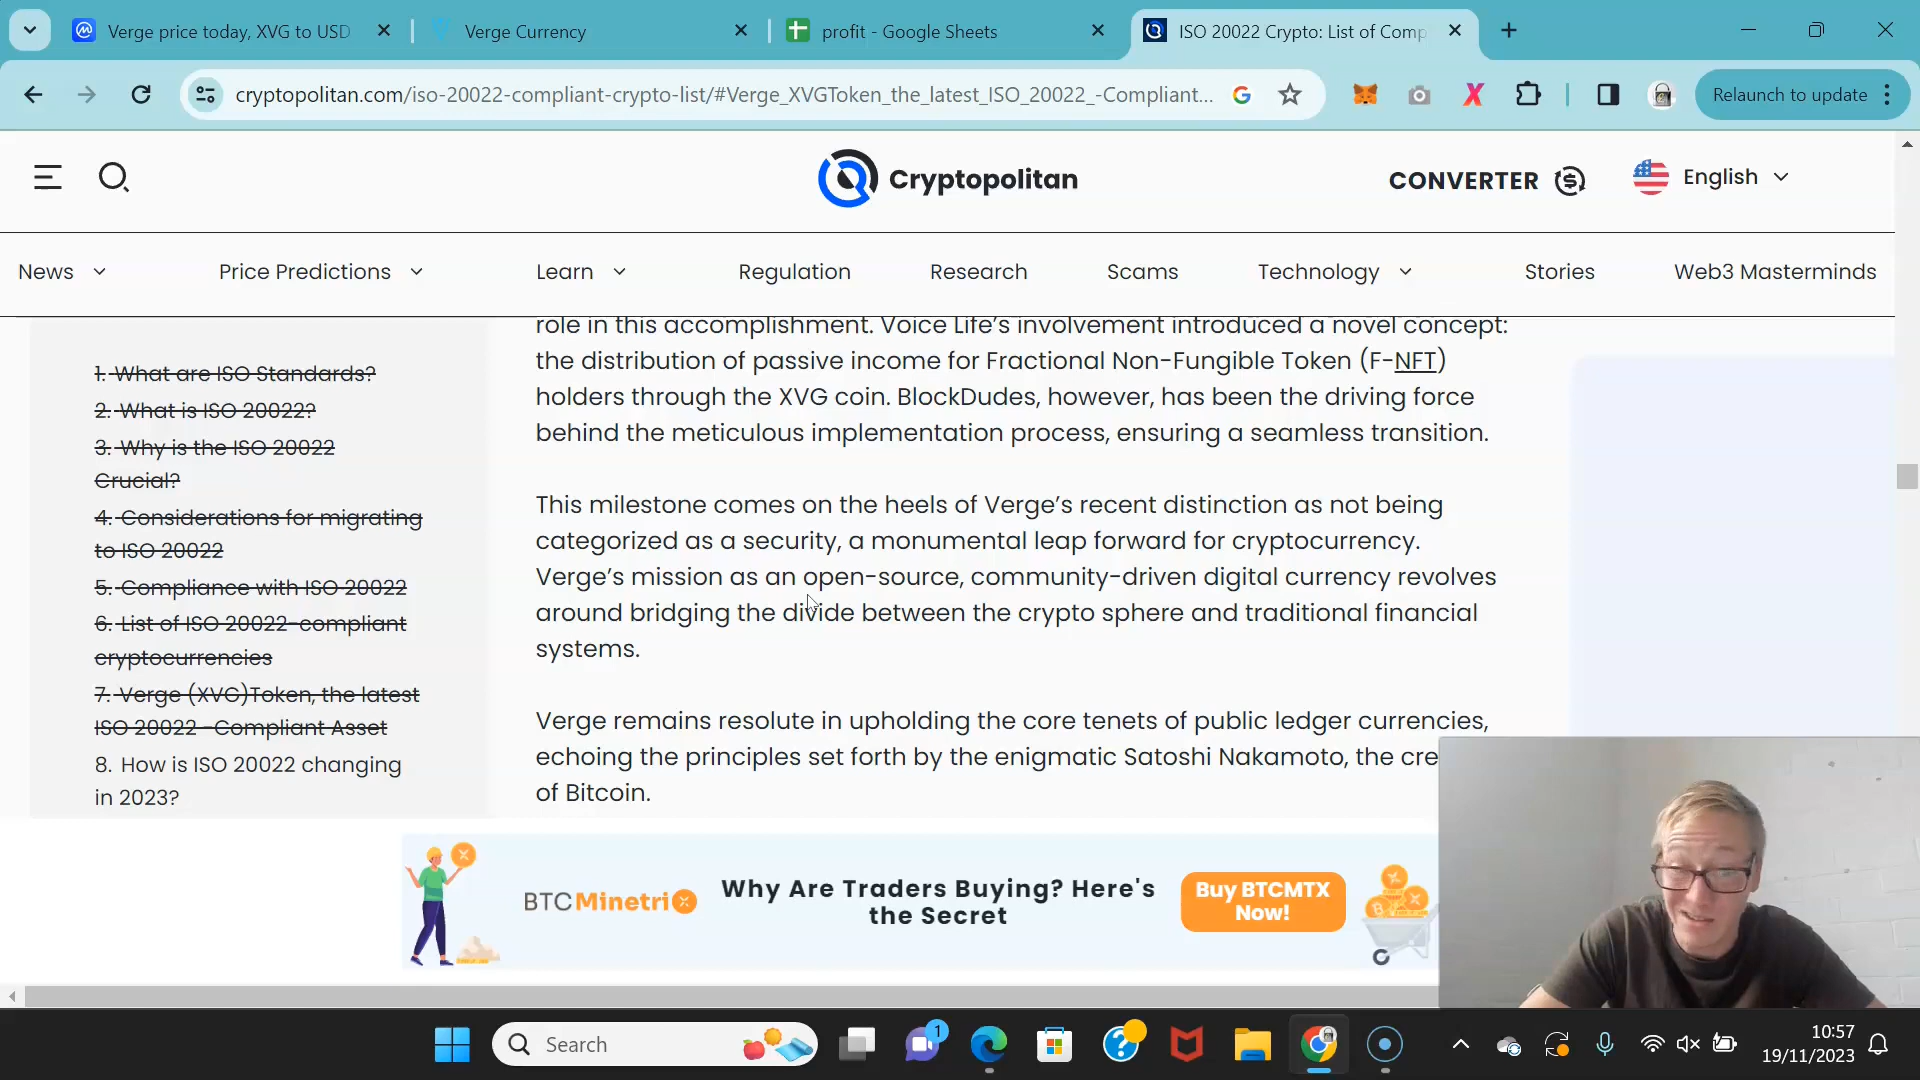 Verge price today, XVG to USD
Verge Currency
profit - Google Sheets
ISO 20022 Crypto: List of Comp
cryptopolitan.com/iso-20022-compliant-crypto-list/#Verge_XVGToken_the_latest_ISO_20022_-Compliant...
Relaunch to update
Cryptopolitan
CONVERTER
English
News
Price Predictions
Learn
Regulation
Research
Scams
Technology
Stories
Web3 Masterminds
1. What are ISO Standards?
2. What is ISO 20022?
3. Why is the ISO 20022
Crucial?
4. Considerations for migrating
to ISO 20022
5. Compliance with ISO 20022
6. List of ISO 20022-compliant
cryptocurrencies
7. Verge (XVG)Token, the latest
ISO 20022 -Compliant Asset
8. How is ISO 20022 changing
in 2023?
role in this accomplishment. Voice Life's involvement introduced a novel concept:
the distribution of passive income for Fractional Non-Fungible Token (F-NFT)
holders through the XVG coin. BlockDudes, however, has been the driving force
behind the meticulous implementation process, ensuring a seamless transition.
This milestone comes on the heels of Verge's recent distinction as not being
categorized as a security, a monumental leap forward for cryptocurrency.
Verge's mission as an open-source, community-driven digital currency revolves
around bridging the divide between the crypto sphere and traditional financial
systems.
Verge remains resolute in upholding the core tenets of public ledger currencies,
echoing the principles set forth by the enigmatic Satoshi Nakamoto, the cre
of Bitcoin.
BTCMinetrix
Why Are Traders Buying? Here's
the Secret
Buy BTCMTX
Now!
Search
1
10:57
19/11/2023